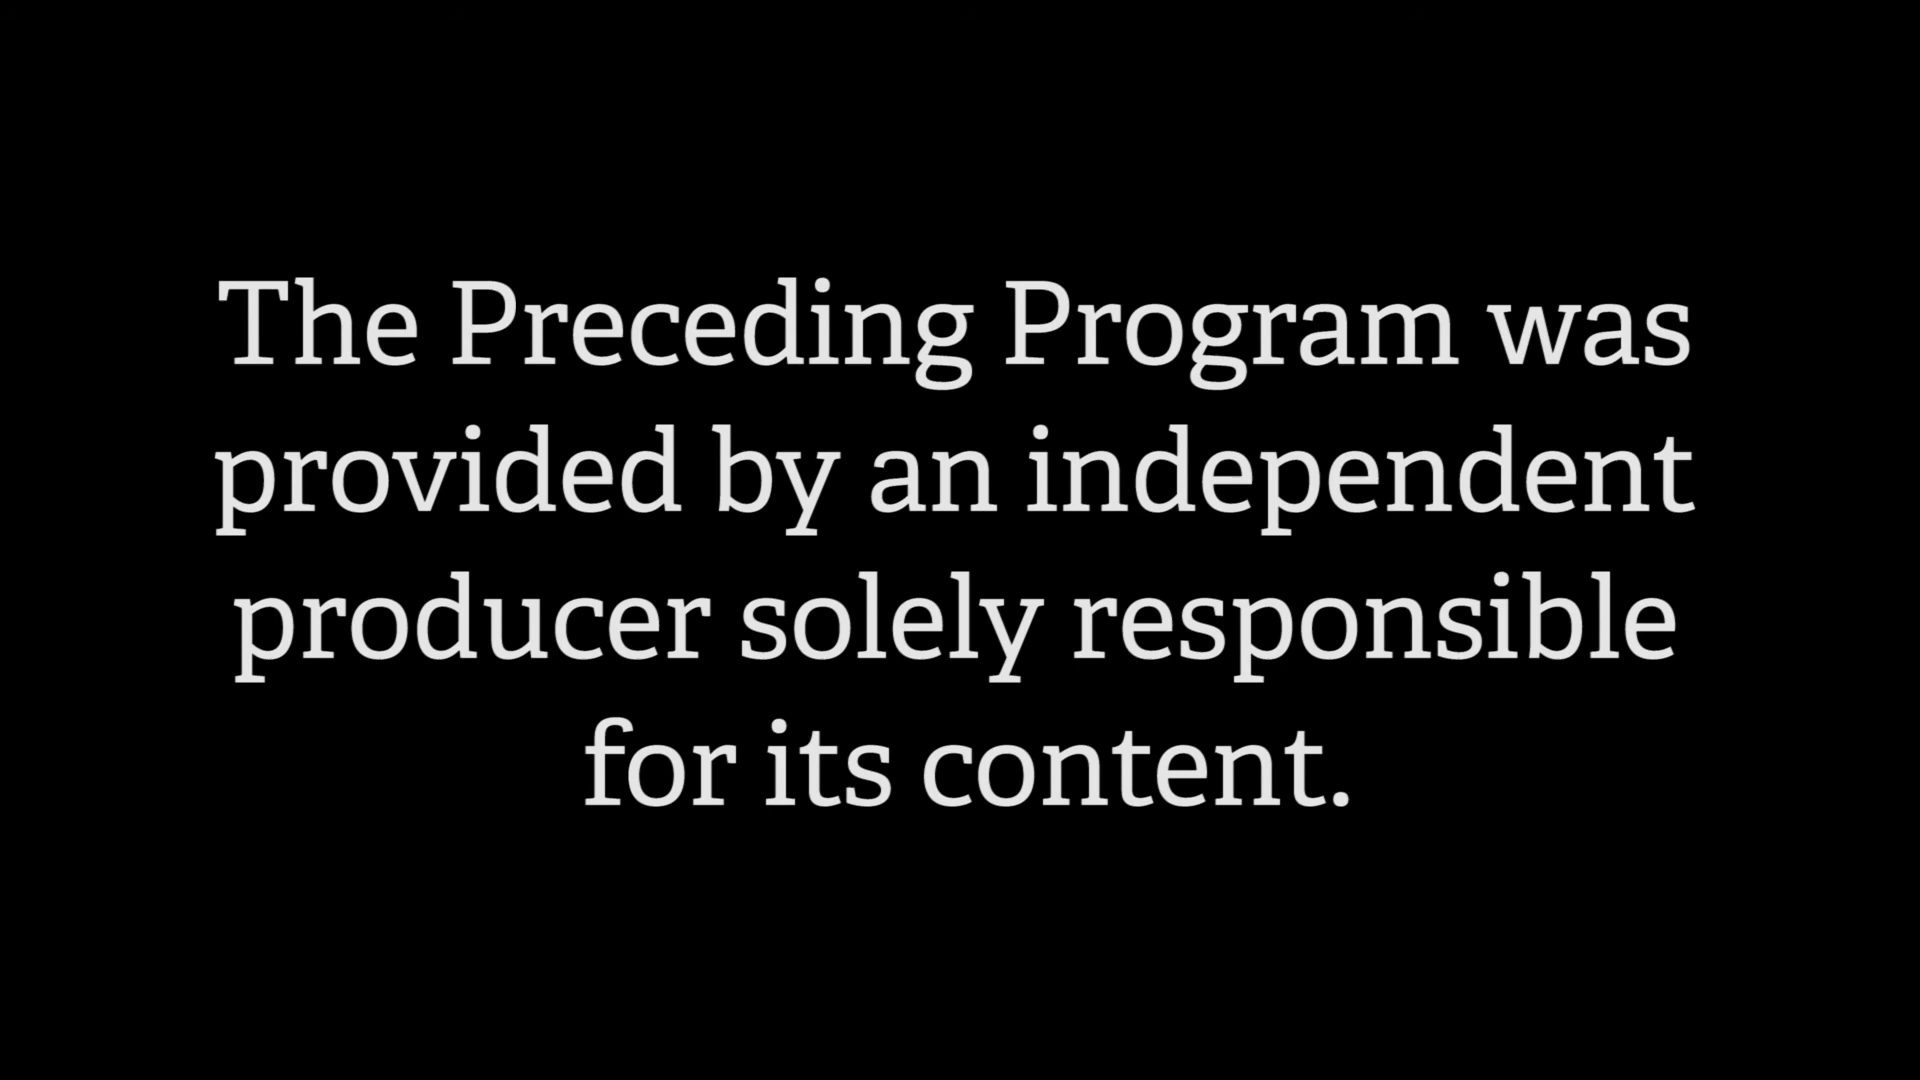 The Preceding Program was
provided by an independent
producer solely responsible
for its content.